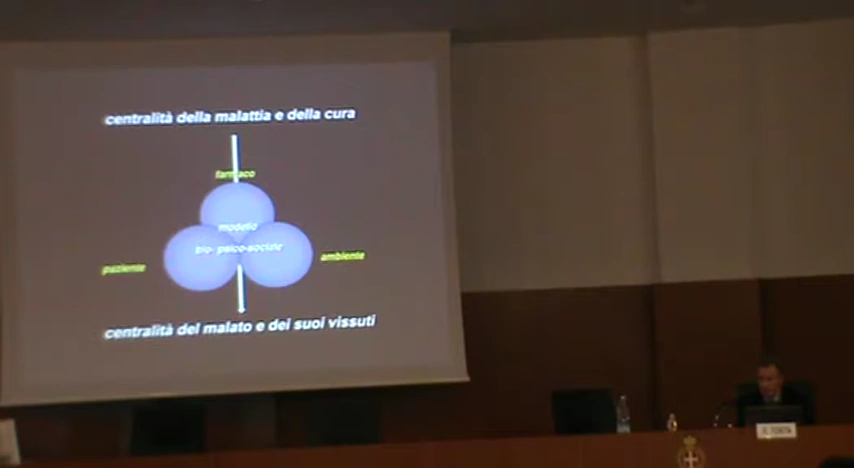 centralità della malattia e della cura
farmaco
modello
bio- psico-sociale
paziente
ambiente
centralità del malato e dei suoi vissuti